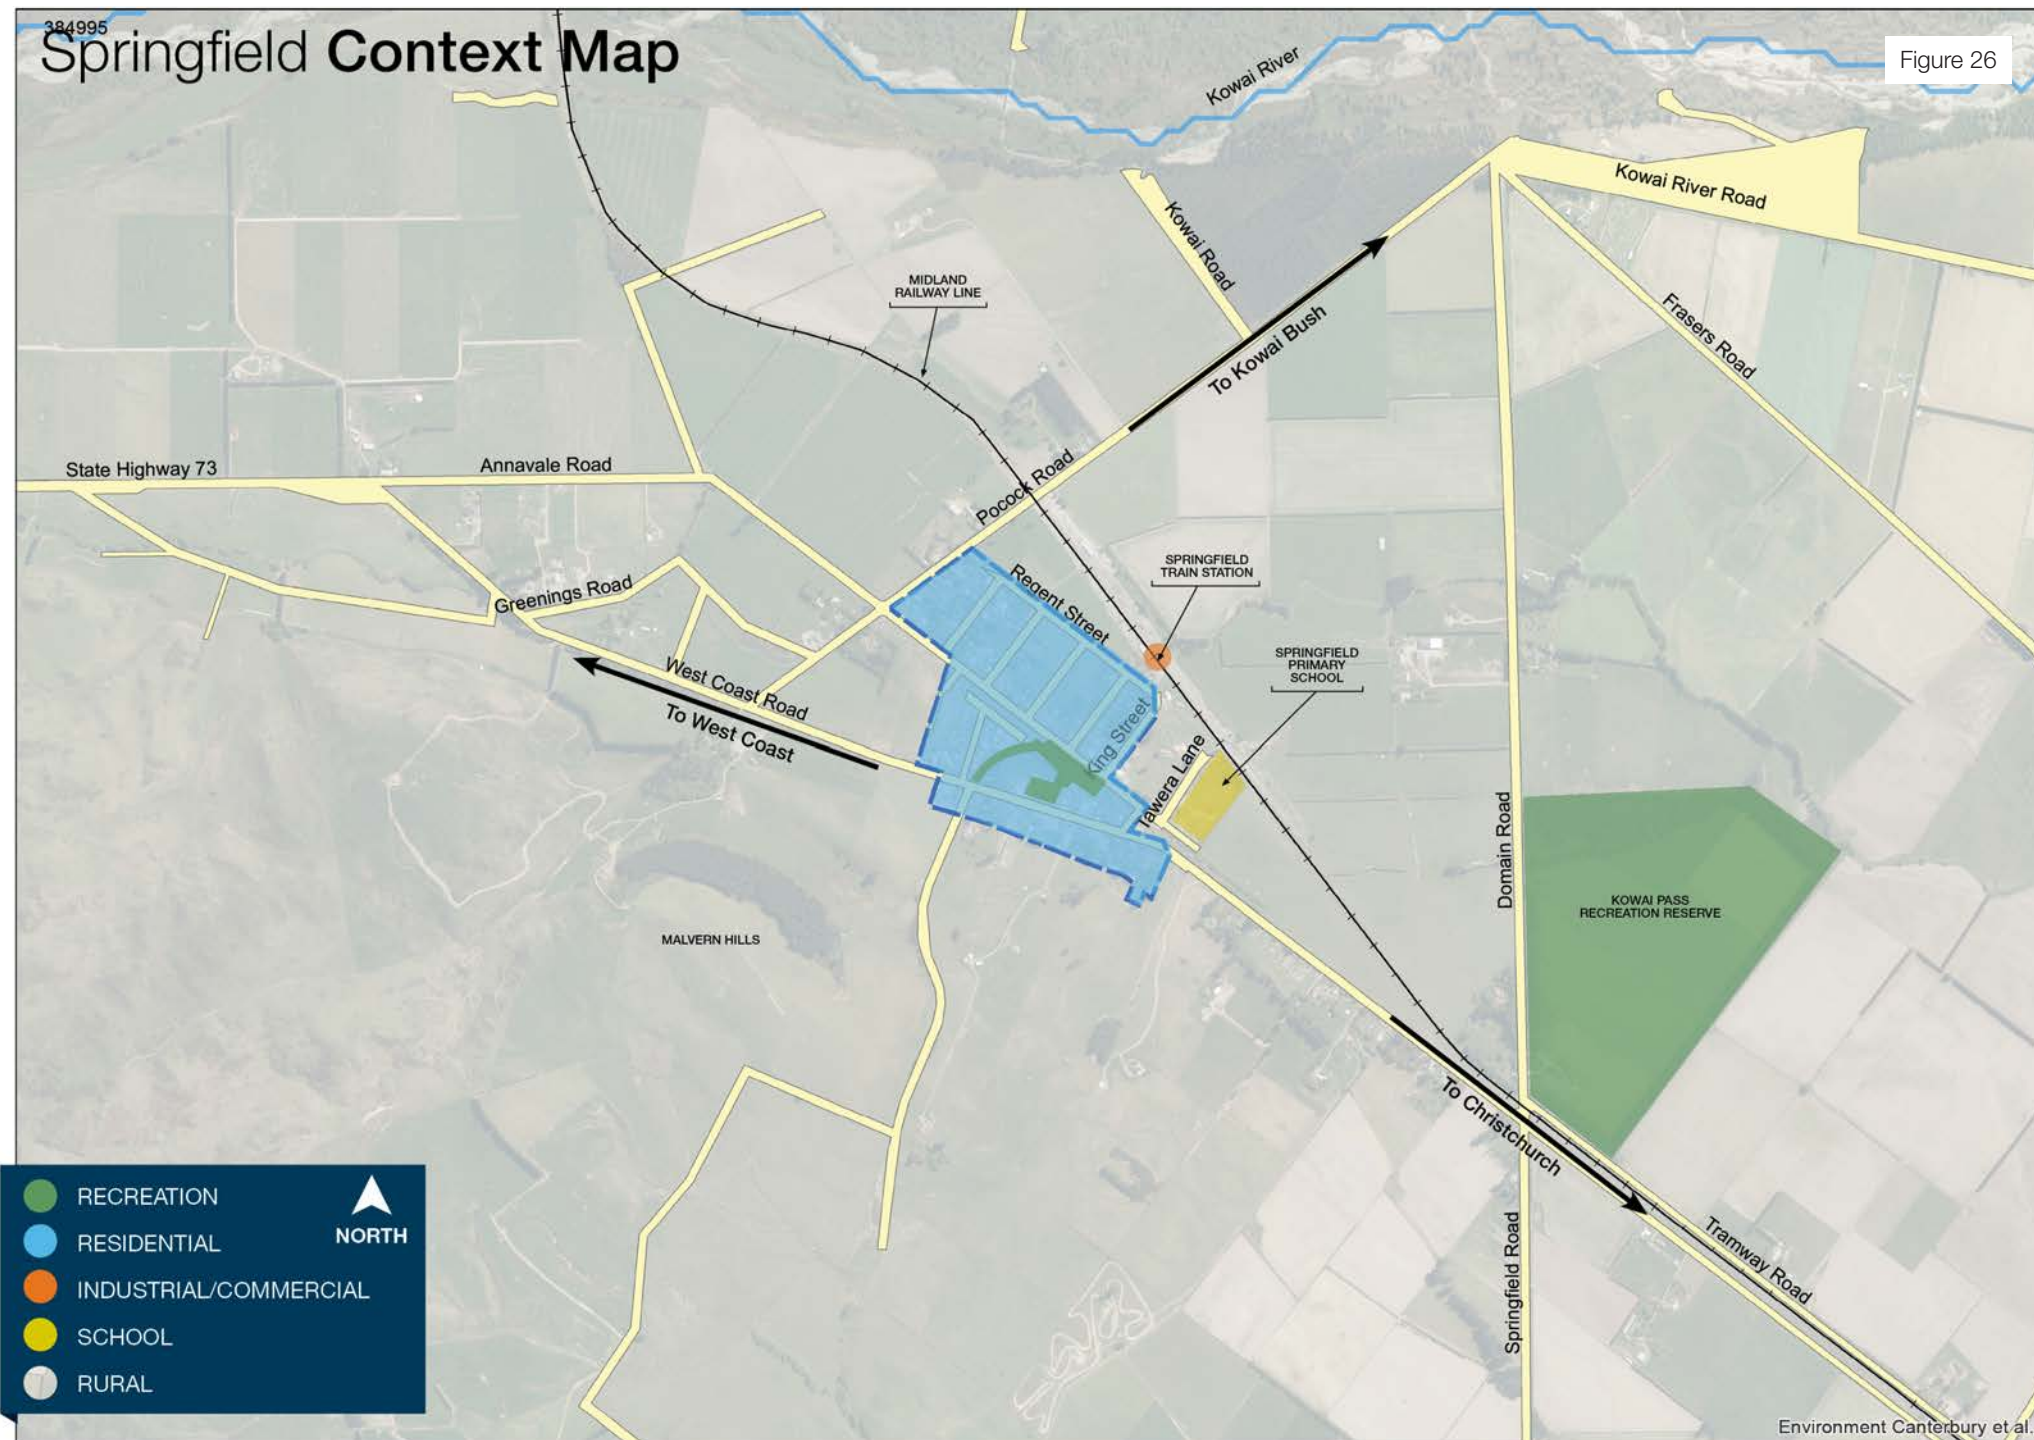 384995
Springfield Context Map
Figure 26
Kowai River
Kowai River Road
Kowai Road
MIDLAND
RAILWAY LINE
To Kowai Bush
Frasers Road
State Highway 73
Annavale Road
Pocock Road
SPRINGFIELD
TRAIN STATION
Regent Street
Greenings Road
SPRINGFIELD
PRIMARY
SCHOOL
West Coast Road
To West Coast
King Street
Tawera Lane
Domain Road
KOWAI PASS
RECREATION RESERVE
MALVERN HILLS
To Christchurch
Tramway Road
Springfield Road
RECREATION
RESIDENTIAL
INDUSTRIAL/COMMERCIAL
SCHOOL
RURAL
NORTH
Environment Canterbury et al.